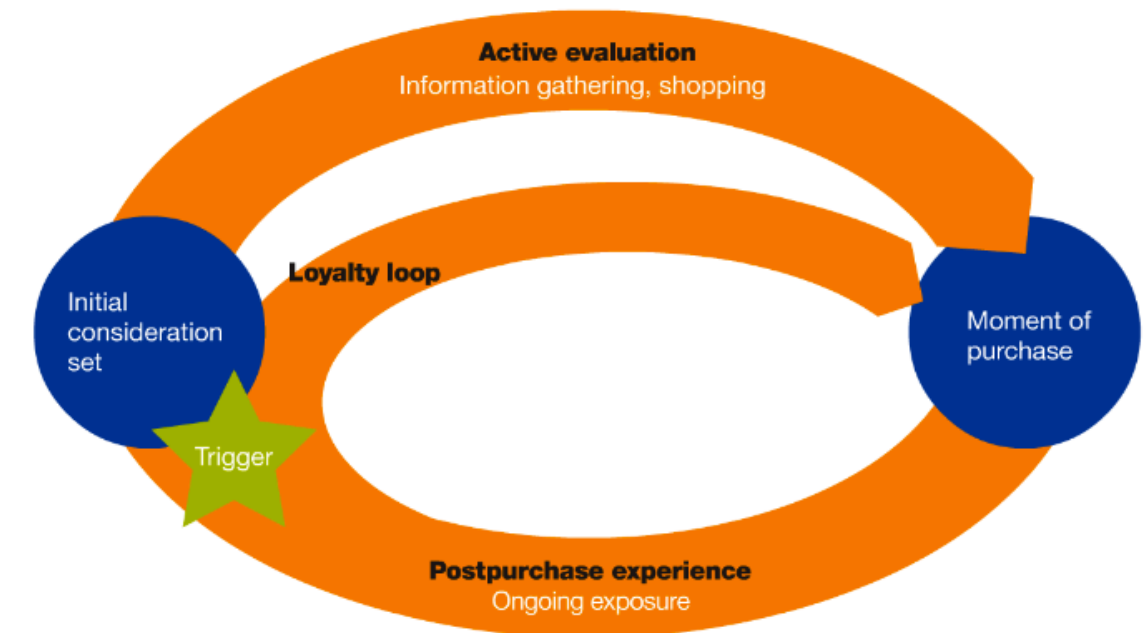 Active evaluation
Information gathering, shopping
Loyalty loop
Initial
consideration
set
Moment of
purchase
Trigger
Postpurchase experience
Ongoing exposure